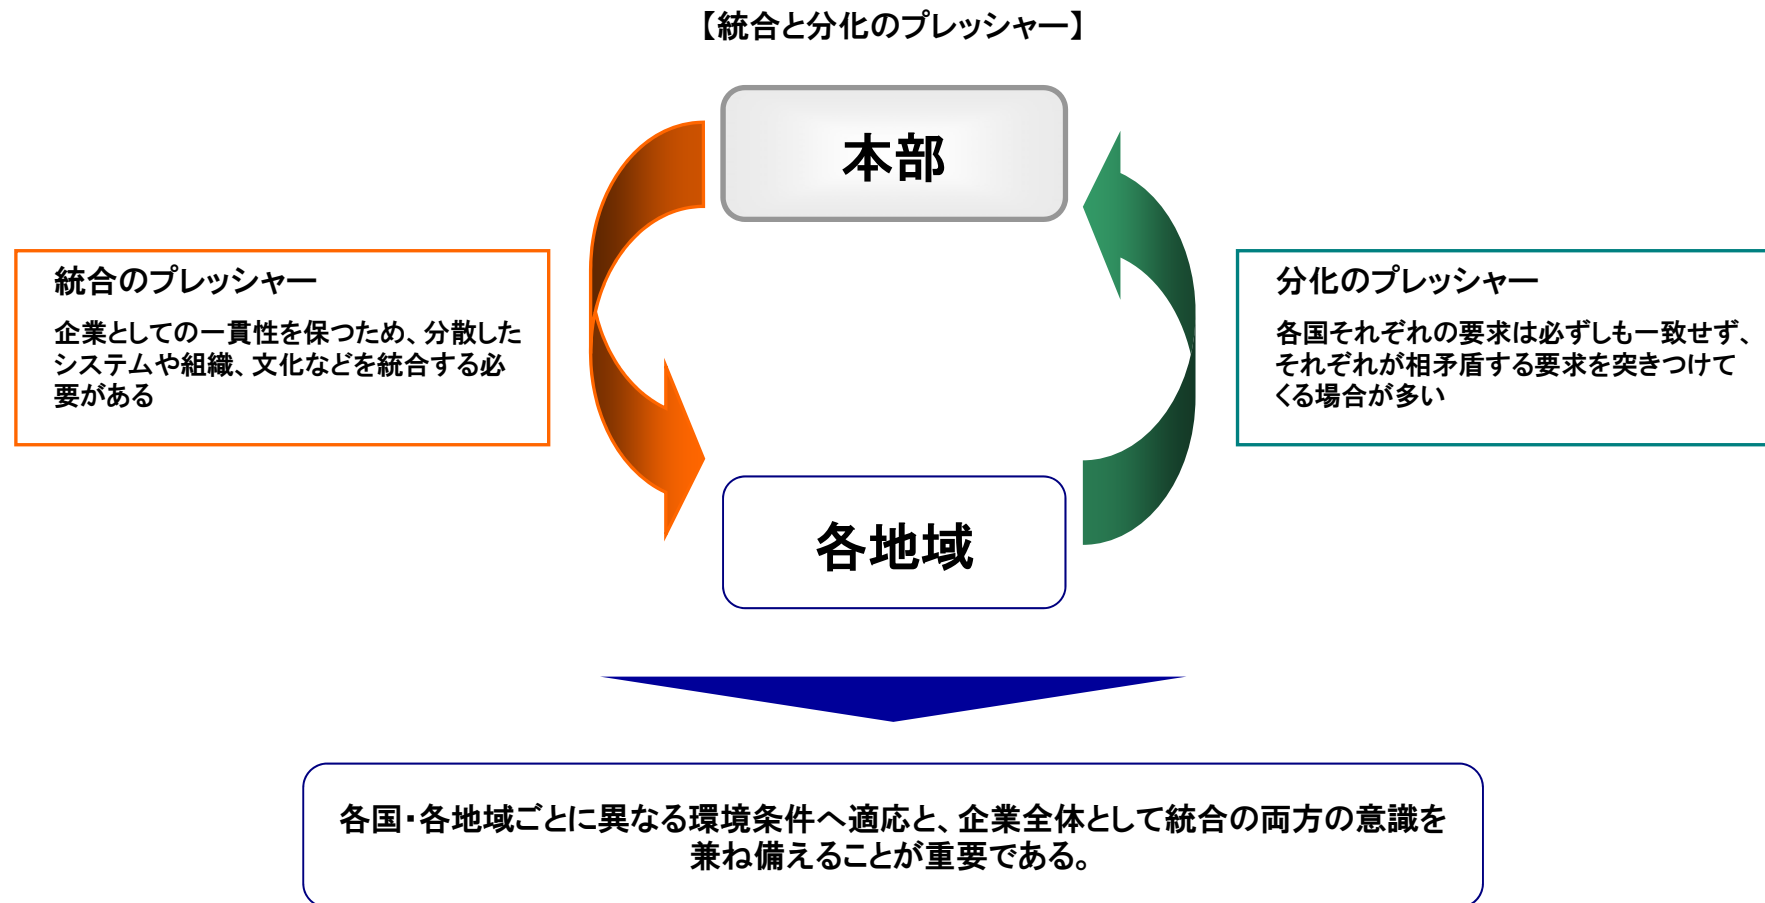 【統合と分化のプレッシャー】
本部
統合のプレッシャー
企業としての一貫性を保つため、分散した
システムや組織、文化などを統合する必
要がある
分化のプレッシャー
各国それぞれの要求は必ずしも一致せず、
それぞれが相矛盾する要求を突きつけて
くる場合が多い
各地域
各国・各地域ごとに異なる環境条件へ適応と、企業全体として統合の両方の意識を
兼ね備えることが重要である。